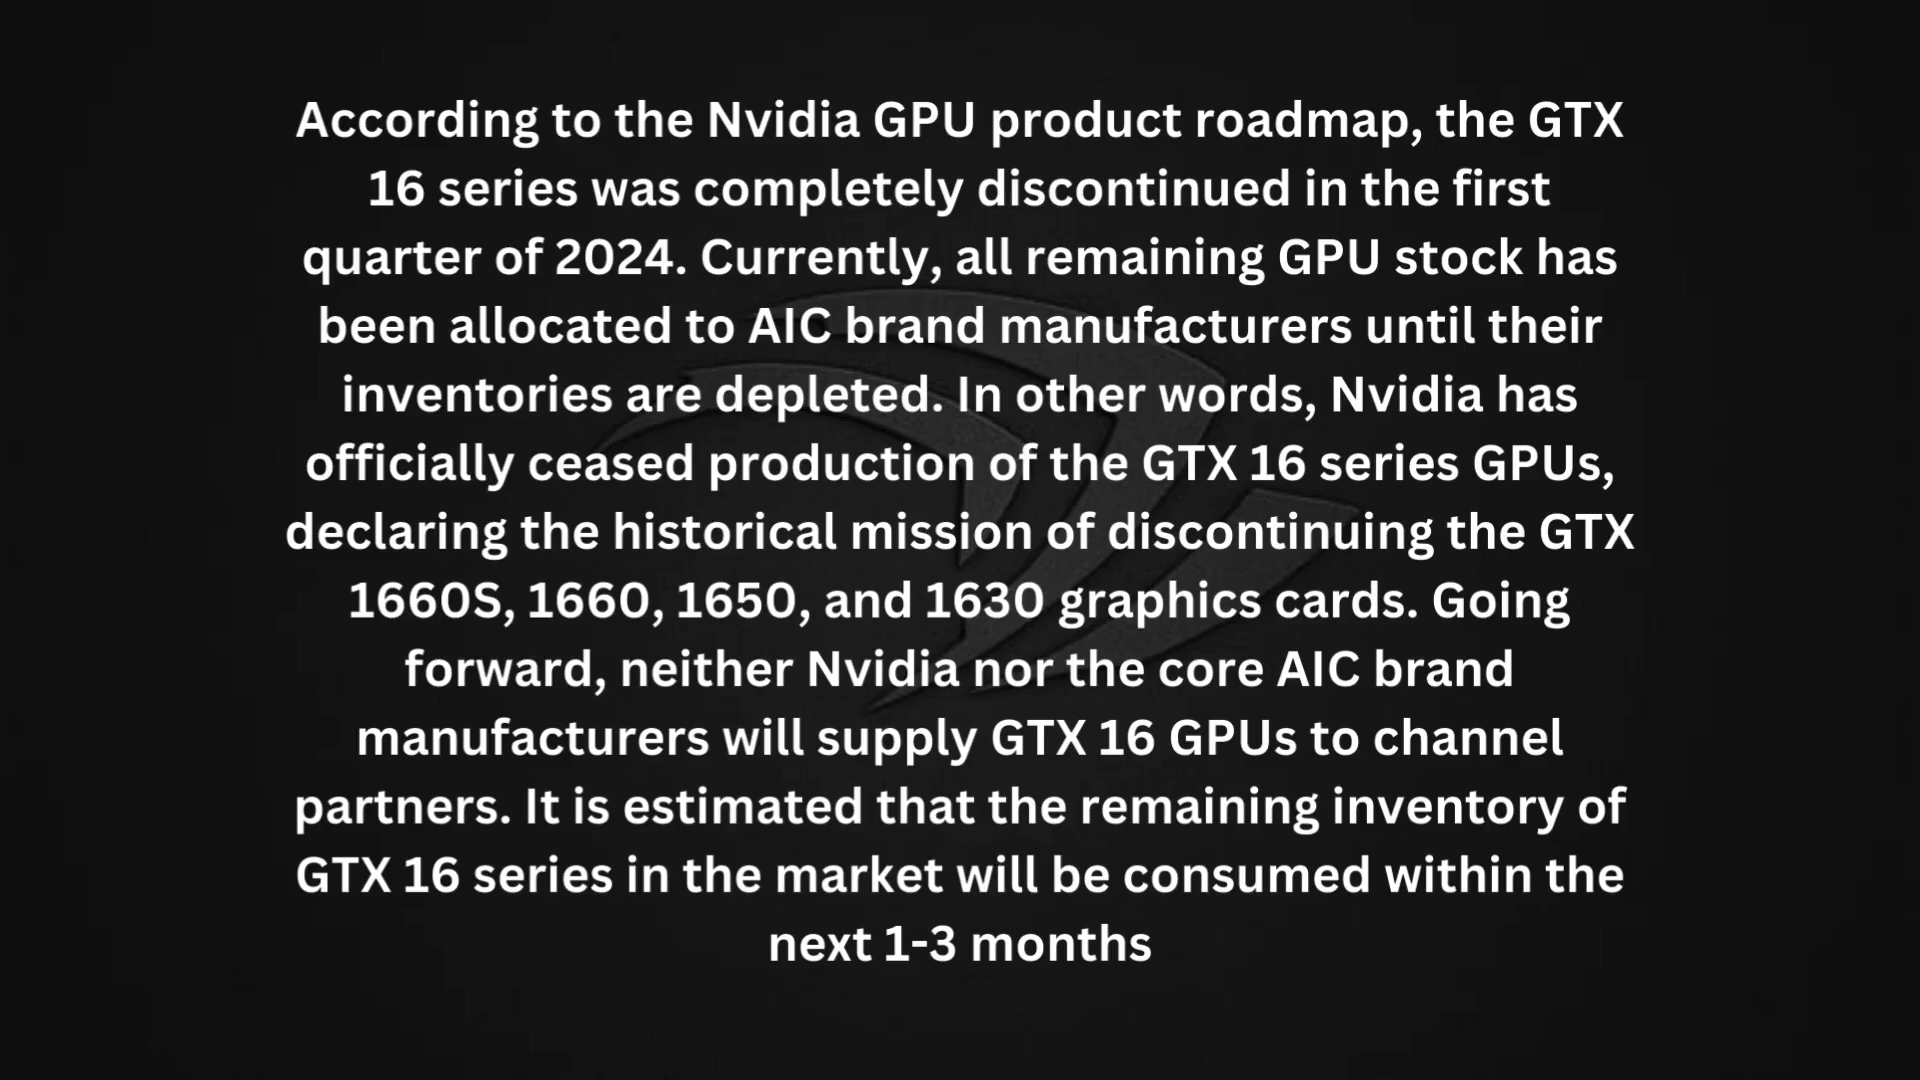 According to the Nvidia GPU product roadmap, the GTX
16 series was completely discontinued in the first
quarter of 2024. Currently, all remaining GPU stock has
been allocated to AIC brand manufacturers until their
inventories are depleted. In other words, Nvidia has
officially ceased production of the GTX 16 series GPUs,
declaring the historical mission of discontinuing the GTX
1660S, 1660, 1650, and 1630 graphics cards. Going
forward, neither Nvidia nor the core AIC brand
manufacturers will supply GTX 16 GPUs to channel
partners. It is estimated that the remaining inventory of
GTX 16 series in the market will be consumed within the
next 1-3 months